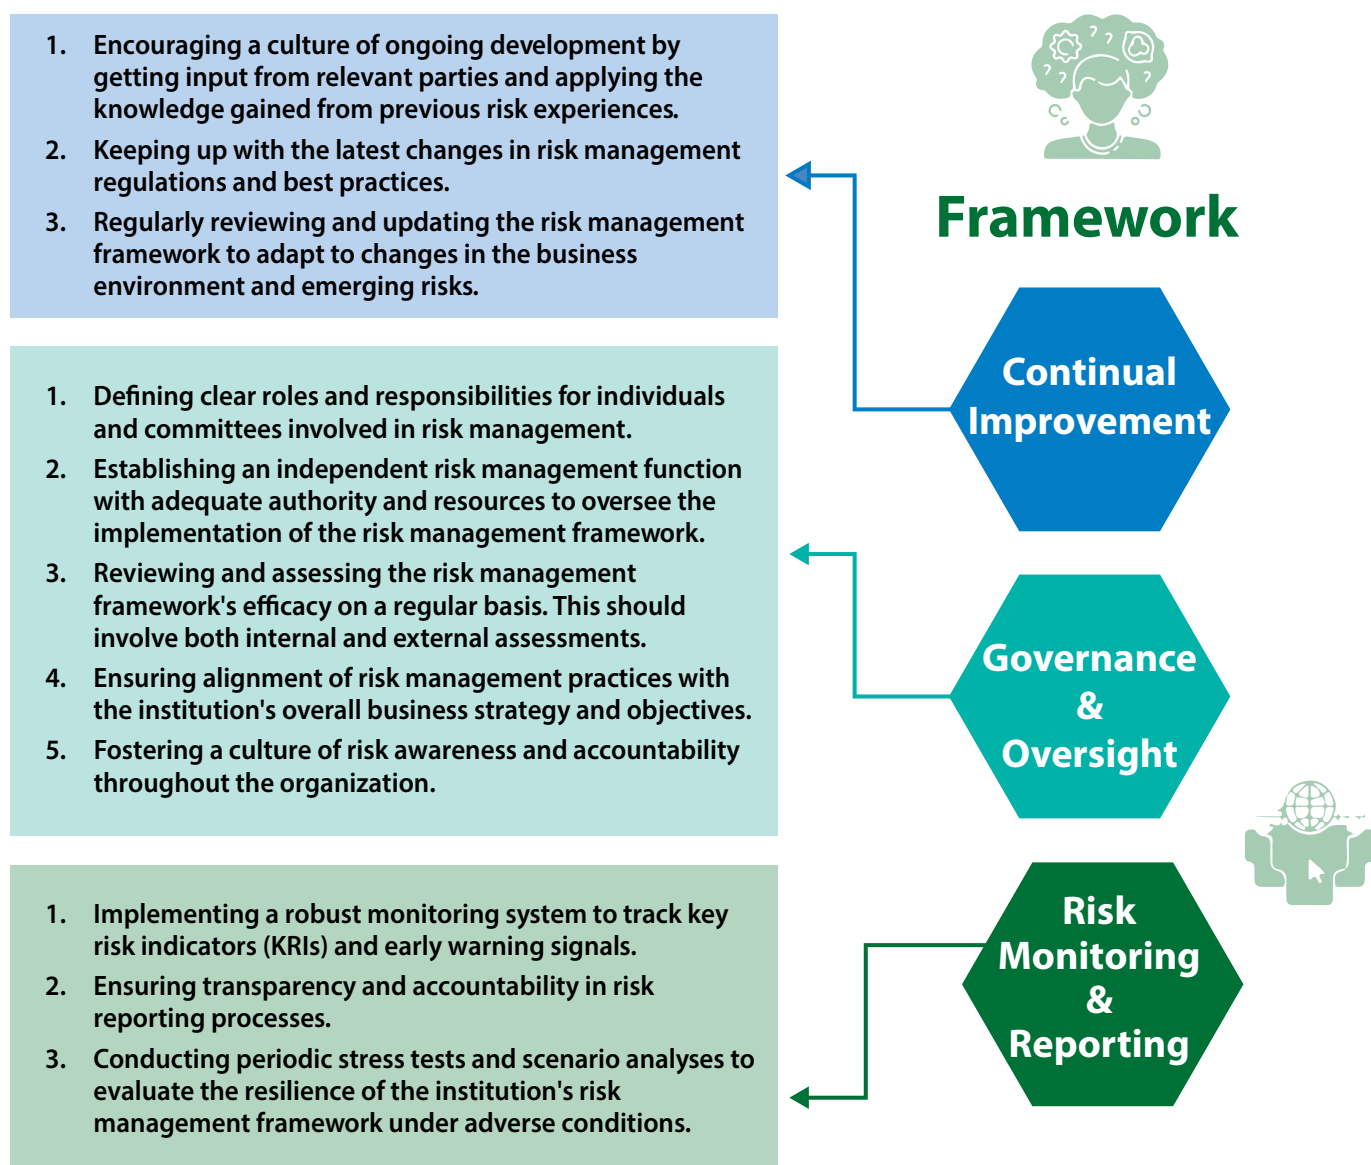 1. Encouraging a culture of ongoing development by
getting input from relevant parties and applying the
knowledge gained from previous risk experiences.
2. Keeping up with the latest changes in risk management
regulations and best practices.
3. Regularly reviewing and updating the risk management
framework to adapt to changes in the business
environment and emerging risks.
Framework
Continual
Improvement
1. Defining clear roles and responsibilities for individuals
and committees involved in risk management.
2. Establishing an independent risk management function
with adequate authority and resources to oversee the
implementation of the risk management framework.
3. Reviewing and assessing the risk management
framework's efficacy on a regular basis. This should
involve both internal and external assessments.
4. Ensuring alignment of risk management practices with
the institution's overall business strategy and objectives.
5. Fostering a culture of risk awareness and accountability
throughout the organization.
Governance
&
Oversight
1. Implementing a robust monitoring system to track key
risk indicators (KRIs) and early warning signals.
2. Ensuring transparency and accountability in risk
reporting processes.
3. Conducting periodic stress tests and scenario analyses to
evaluate the resilience of the institution's risk
management framework under adverse conditions.
Risk
Monitoring
&
Reporting